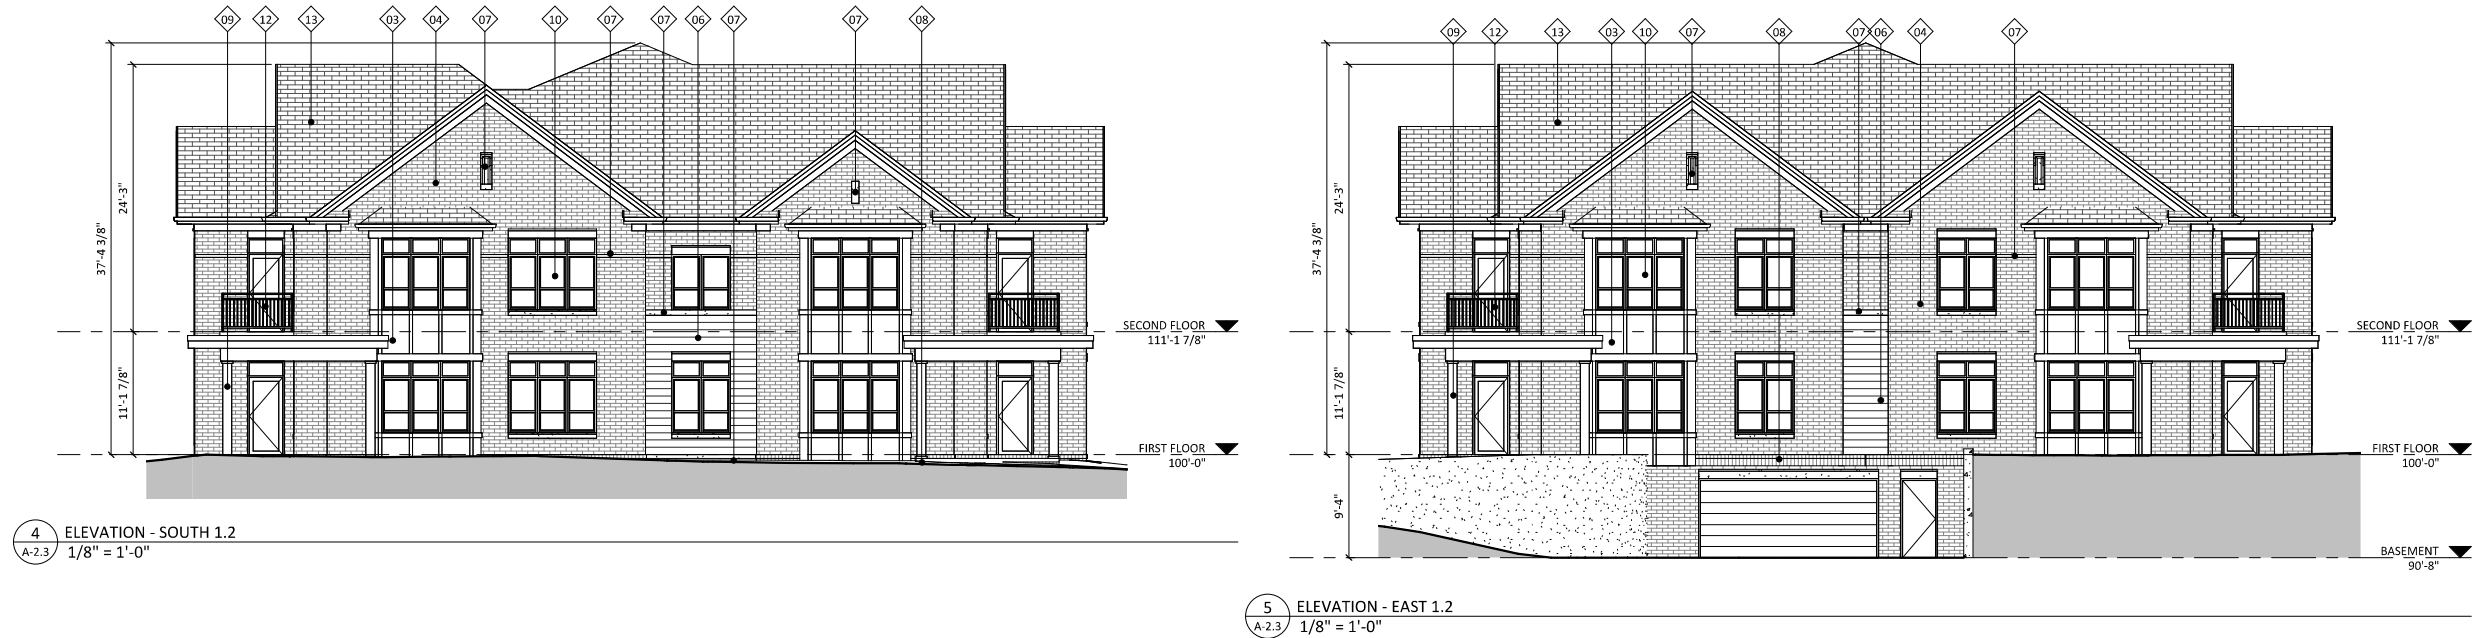 09 12 13 03 04 07 10 07 07 06 07 07 08
37'-4 3/8"
24'-3"
11'-1 7/8"
SECOND FLOOR
111'-1 7/8"
FIRST FLOOR
100'-0"
4
A-2.3
ELEVATION - SOUTH 1.2
1/8" = 1'-0"
09 12 13 03 10 07 08 07 06 04 07
37'-4 3/8"
24'-3"
11'-1 7/8"
9'-4"
SECOND FLOOR
111'-1 7/8"
FIRST FLOOR
100'-0"
BASEMENT
90'-8"
5
A-2.3
ELEVATION - EAST 1.2
1/8" = 1'-0"